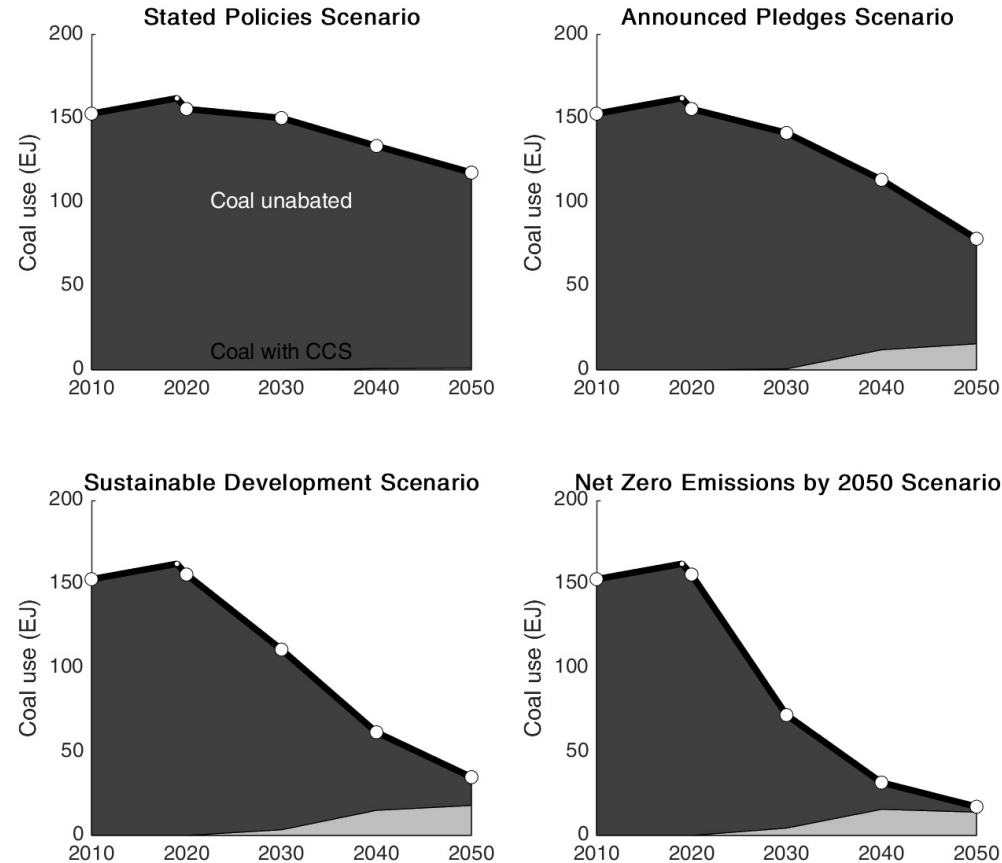 Stated Policies Scenario
200
150
100
50
0
Coal use (EJ)
Coal unabated
Coal with CCS
2010 2020 2030 2040 2050
Announced Pledges Scenario
200
150
100
50
0
Coal use (EJ)
2010 2020 2030 2040 2050
Sustainable Development Scenario
200
150
100
50
0
Coal use (EJ)
2010 2020 2030 2040 2050
Net Zero Emissions by 2050 Scenario
200
150
100
50
0
Coal use (EJ)
2010 2020 2030 2040 2050